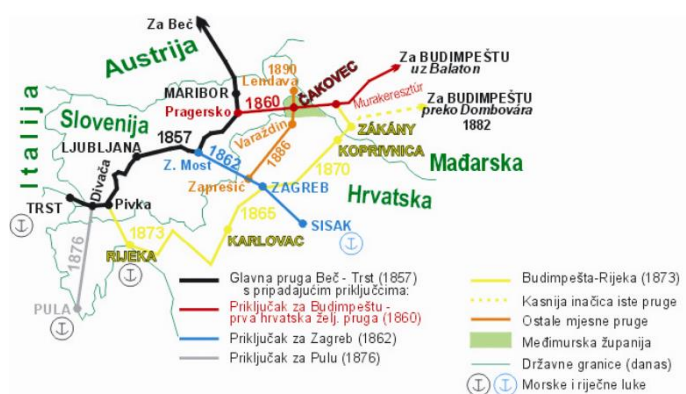 Za Beč
Austrija
1890
Lendava
MARIBOR
ČAKOVEC
Za BUDIMPEŠTU
uz Balaton
Pragersko
1860
Murakeresztúr
Italija
Slovenija
Za BUDIMPEŠTU
preko Dombovára
1882
Varaždin
1886
ZÁKÁNY
KOPRIVNICA
1857
LJUBLJANA
Z. Most
1862
1870
Mađarska
Divača
Zaprešić
ZAGREB
Hrvatska
TRST
Pivka
1865
SISAK
1873
KARLOVAC
1876
RIJEKA
PULA
Glavna pruga Beč - Trst (1857)
s pripadajućim priključcima:
Priključak za Budimpeštu -
prva hrvatska želj. pruga (1860)
Priključak za Zagreb (1862)
Priključak za Pulu (1876)
Budimpešta-Rijeka (1873)
Kasnija inačica iste pruge
Ostale mjesne pruge
Međimurska županija
Državne granice (danas)
Morske i riječne luke